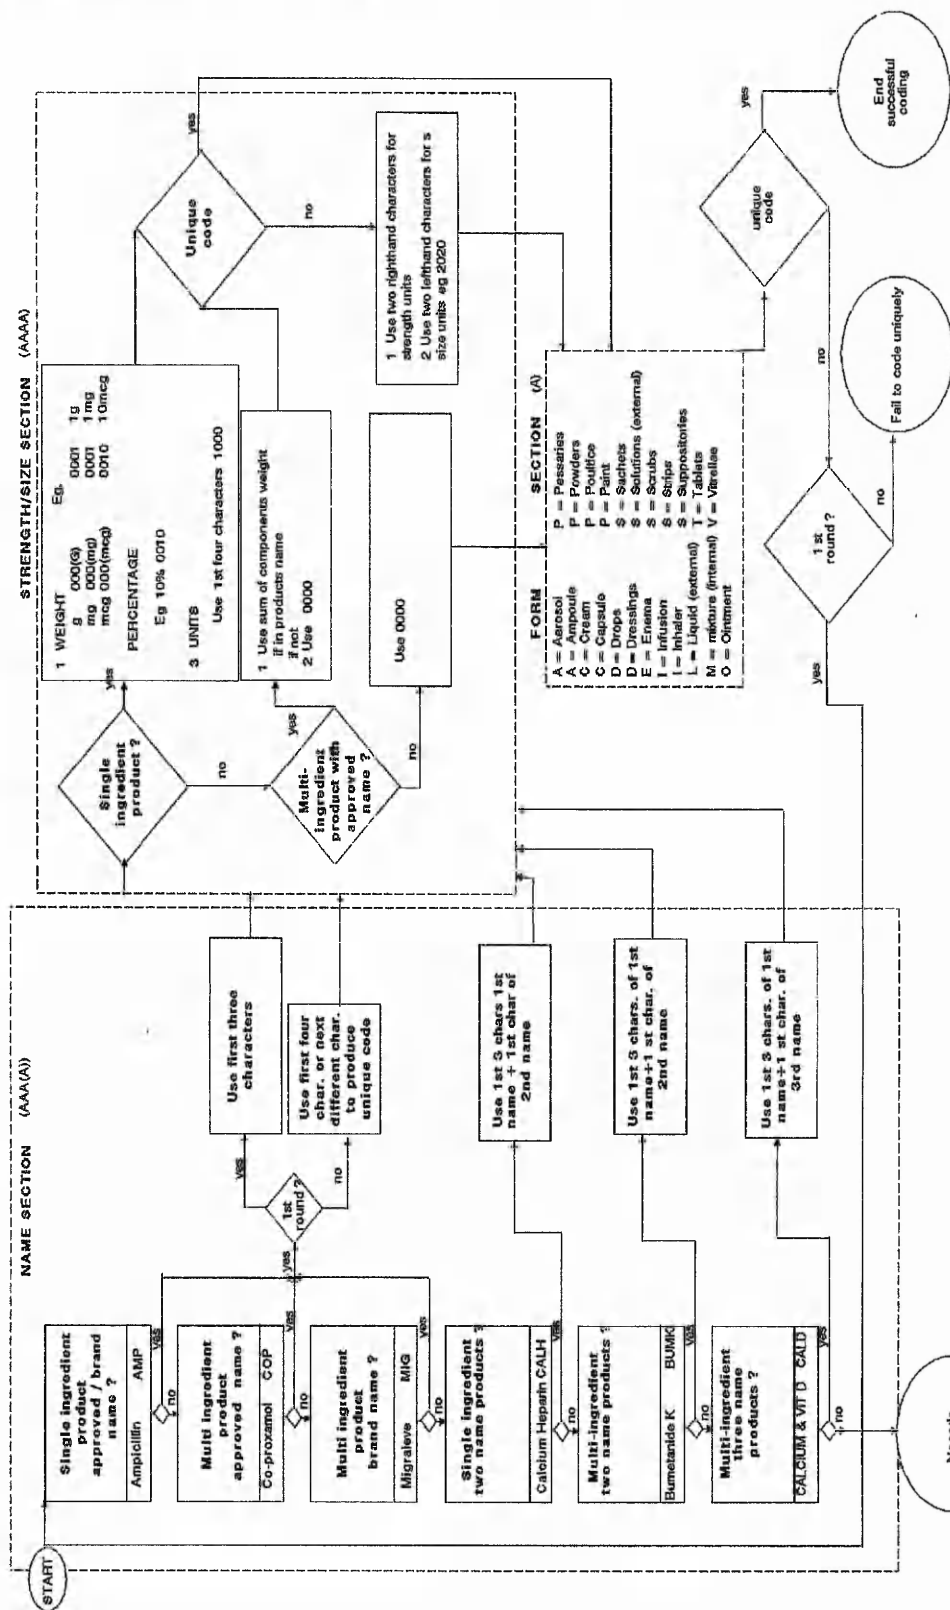 START
NAME SECTION (AAA(A))
Single ingredient
product
approved / brand
name ?
Ampicillin AMP
yes
no
Multi ingredient
product
approved name ?
Co-proxamol COP
yes
no
Multi ingredient
product
brand name ?
Migraleve MIG
yes
no
Single ingredient
two name products ?
Calcium Heparin CALH
yes
no
Multi-ingredient
two name products ?
Bumetanide K BUMK
yes
no
Multi-ingredient
three name
products ?
CALCIUM & VIT D CALD
yes
no
yes
1st
round ?
yes
no
Use first three
characters
Use first four
char. or next
different char.
to produce
unique code
Use 1st 3 chars 1st
name + 1st char of
2nd name
Use 1st 3 chars. of 1st
name+1 st char. of
2nd name
Use 1st 3 chars. of 1st
name+1 st char. of
3rd name
STRENGTH/SIZE SECTION (AAAA)
Single
ingredient
product ?
yes
no
Multi-
ingredient
product with
approved
name ?
yes
no
1 WEIGHT Eg.
g 000(G) 0001 1g
mg 000(mg) 0001 1mg
mcg 000(mcg) 0010 10mcg
PERCENTAGE
Eg 10% 0010
3 UNITS
Use 1st four characters 1000
1 Use sum of components weight
if in products name
if not
2 Use 0000
Use 0000
Unique
code
yes
no
1 Use two righthand characters for
strength units
2 Use two lefthand characters for s
size units eg 2020
FORM SECTION (A)
A = Aerosol P = Pessaries
A = Ampoule P = Powders
C = Cream P = Poultice
C = Capsule P = Paint
D = Drops S = Sachets
D = Dressings S = Solutions (external)
E = Enema S = Scrubs
I = Infusion S = Strips
I = Inhaler S = Suppositories
L = Liquid (external) T = Tablets
M = mixture (internal) V = Vitrellae
O = Ointment
unique
code
yes
no
End
successful
coding
1 st
round ?
yes
no
Fail to code uniquely